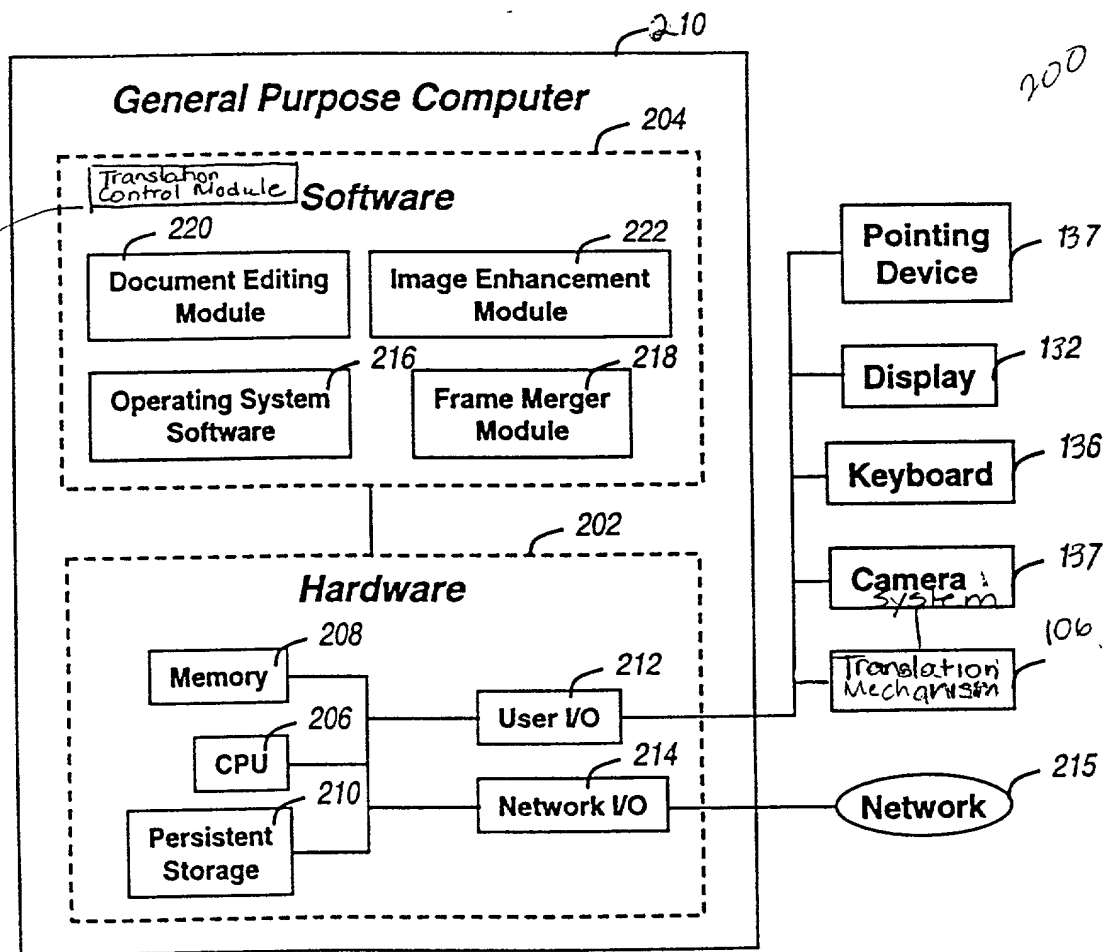 210
200
General Purpose Computer
204
Translation
Control Module
Software
220
222
Document Editing
Module
Image Enhancement
Module
216
218
Operating System
Software
Frame Merger
Module
202
Hardware
208
Memory
206
CPU
210
Persistent
Storage
212
User I/O
214
Network I/O
Pointing
Device
137
Display
132
Keyboard
136
Camera
System
137
Translation
Mechanism
106
Network
215